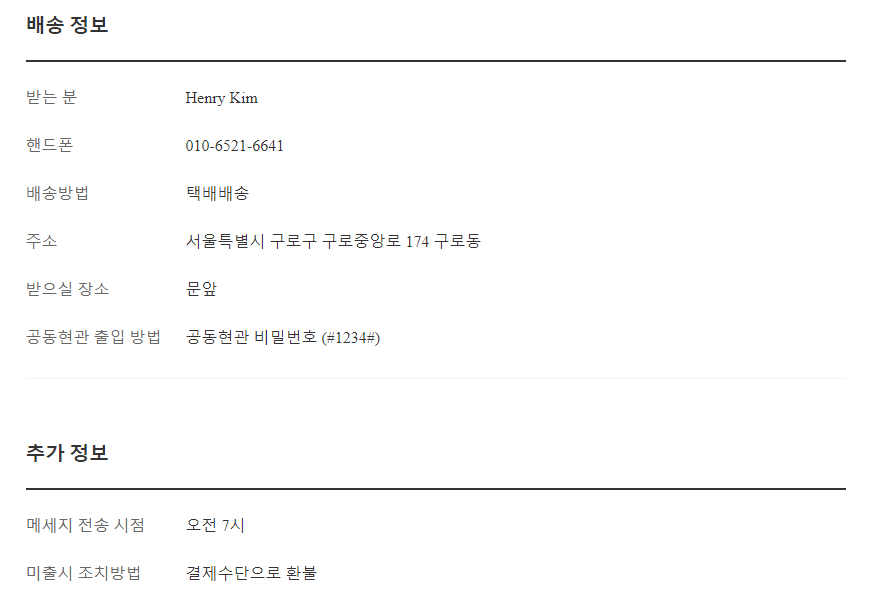 배송 정보
받는 분 Henry Kim
핸드폰 010-6521-6641
배송방법 택배배송
주소 서울특별시 구로구 구로중앙로 174 구로동
받으실 장소 문앞
공동현관 출입 방법 공동현관 비밀번호 (#1234#)
추가 정보
메세지 전송 시점 오전 7시
미출시 조치방법 결제수단으로 환불